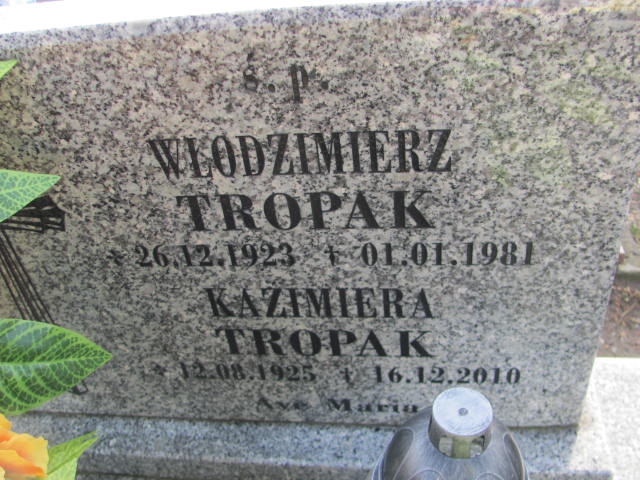 ś.p.
WŁODZIMIERZ
TROPAK
* 26.12.1923 † 01.01.1981
KAZIMIERA
TROPAK
* 12.08.1925 † 16.12.2010
Ave Maria